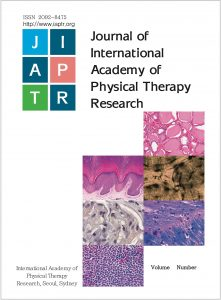 ISSN 2092-8475
http://www.iaptr.org
J I
A P
T R
Journal of
International
Academy of
Physical Therapy
Research
International Academy of
Physical Therapy
Research, Seoul, Sydney
Volume Number